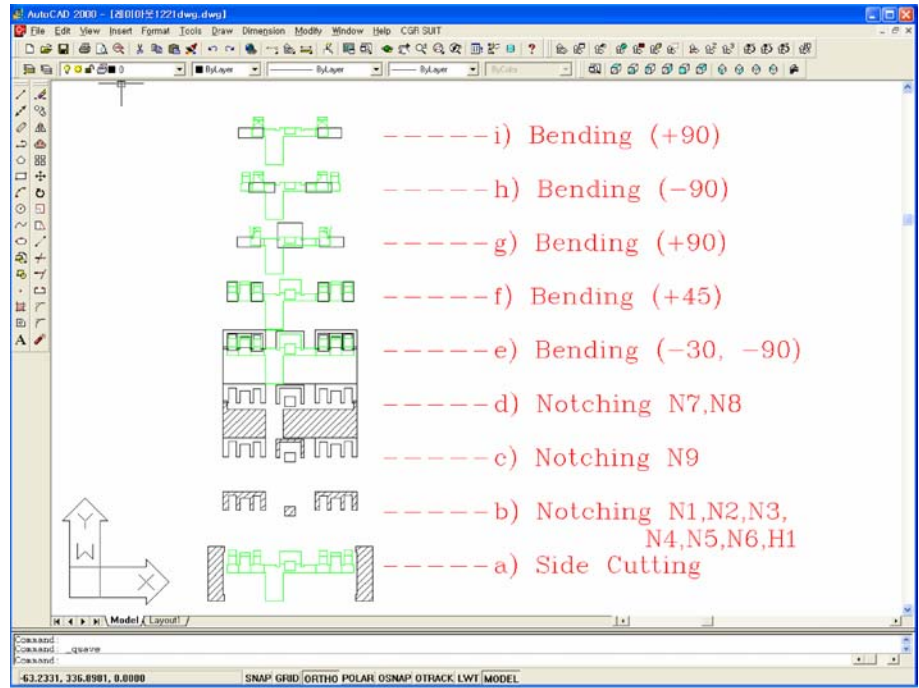 AutoCAD 2000 - [레이아웃1221dwg.dwg]
File Edit View Insert Format Tools Draw Dimension Modify Window Help CGR SUIT
0 ByLayer ByLayer ByLayer ByColor
i) Bending (+90)
h) Bending (-90)
g) Bending (+90)
f) Bending (+45)
e) Bending (-30, -90)
d) Notching N7,N8
c) Notching N9
b) Notching N1,N2,N3,
N4,N5,N6,H1
a) Side Cutting
Y
W
X
Model Layout1
Command:
Command: _qsave
Command:
-63.2331, 336.8981, 0.0000 SNAP GRID ORTHO POLAR OSNAP OTRACK LWT MODEL